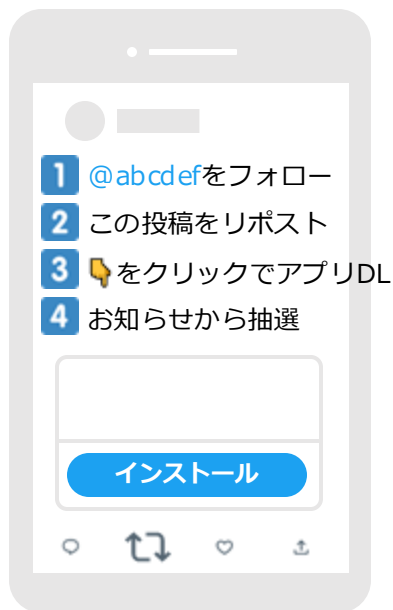 1 @abcdefをフォロー
2 この投稿をリポスト
3 👇をクリックでアプリDL
4 お知らせから抽選
インストール